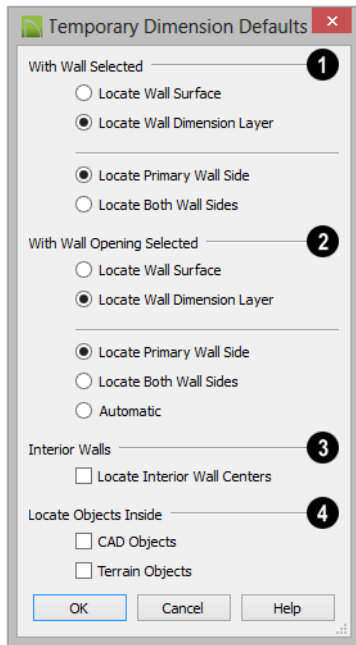 Temporary Dimension Defaults
With Wall Selected 1
Locate Wall Surface
Locate Wall Dimension Layer
Locate Primary Wall Side
Locate Both Wall Sides
With Wall Opening Selected 2
Locate Wall Surface
Locate Wall Dimension Layer
Locate Primary Wall Side
Locate Both Wall Sides
Automatic
Interior Walls 3
Locate Interior Wall Centers
Locate Objects Inside 4
CAD Objects
Terrain Objects
OK Cancel Help